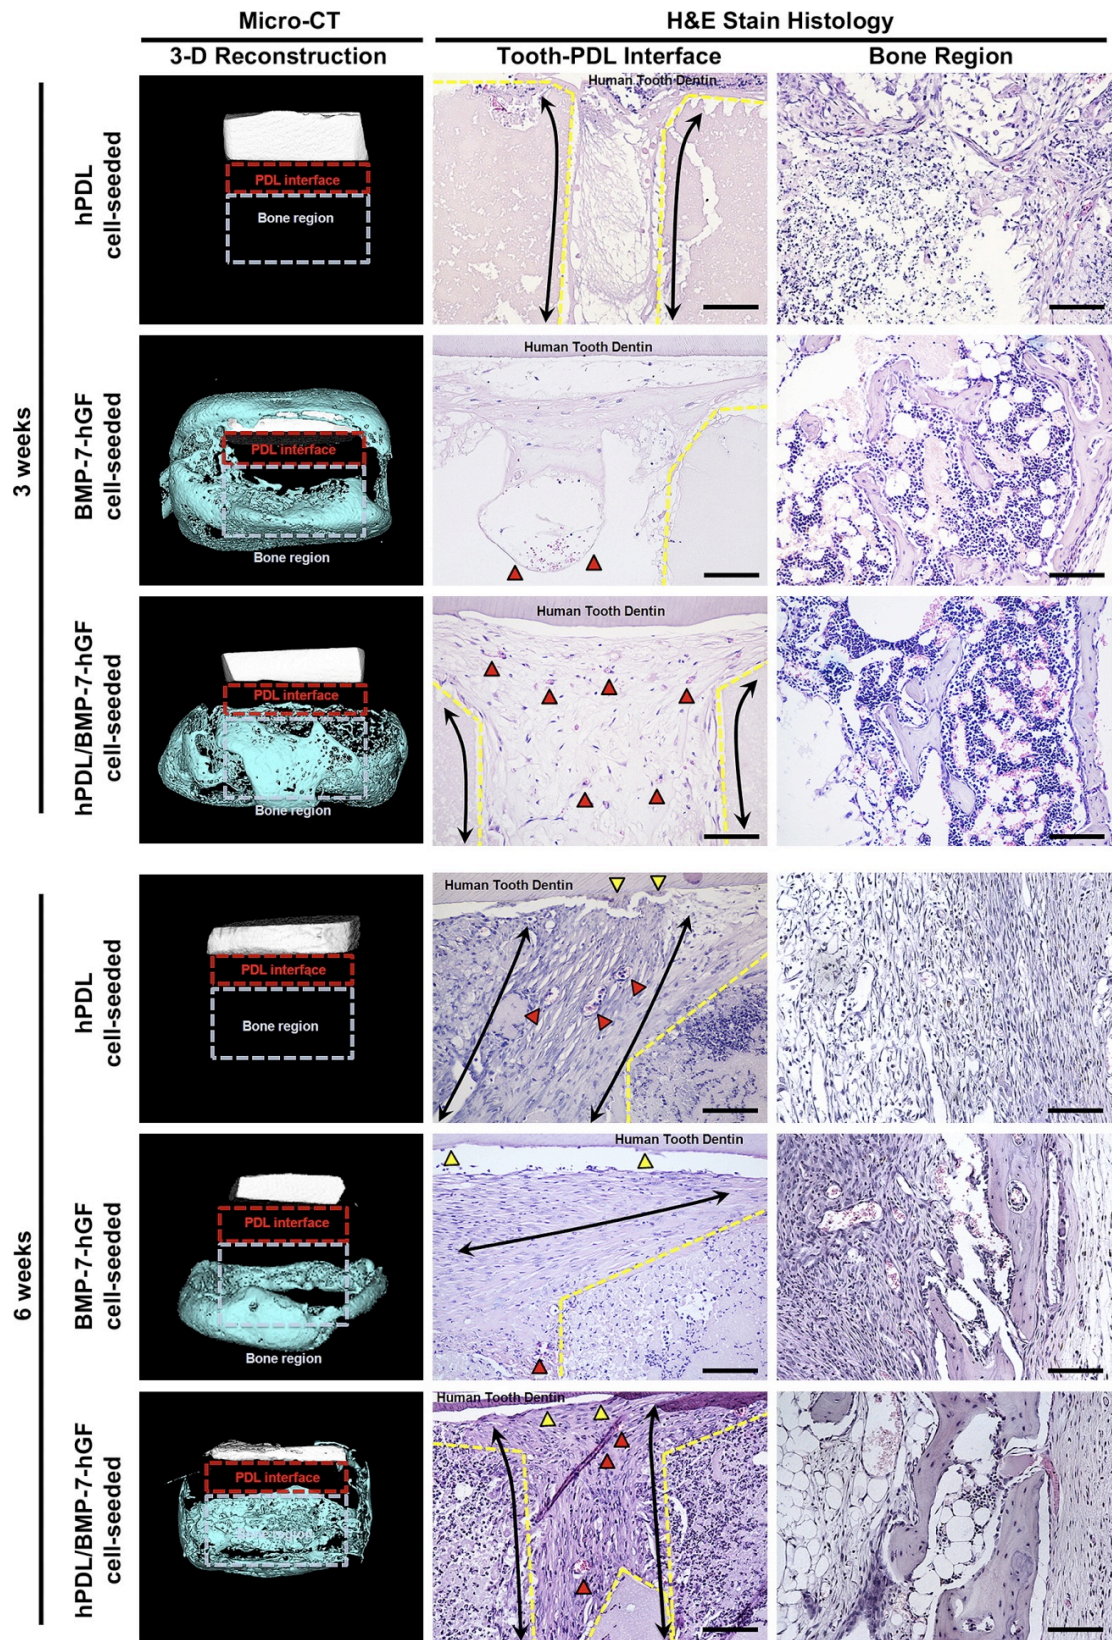 Micro-CT
H&E Stain Histology
3-D Reconstruction
Tooth-PDL Interface
Bone Region
3 weeks
hPDL
cell-seeded
PDL interface
Bone region
Human Tooth Dentin
BMP-7-hGF
cell-seeded
PDL interface
Bone region
Human Tooth Dentin
hPDL/BMP-7-hGF
cell-seeded
PDL interface
Bone region
Human Tooth Dentin
6 weeks
hPDL
cell-seeded
PDL interface
Bone region
Human Tooth Dentin
BMP-7-hGF
cell-seeded
PDL interface
Bone region
Human Tooth Dentin
hPDL/BMP-7-hGF
cell-seeded
PDL interface
Bone region
Human Tooth Dentin